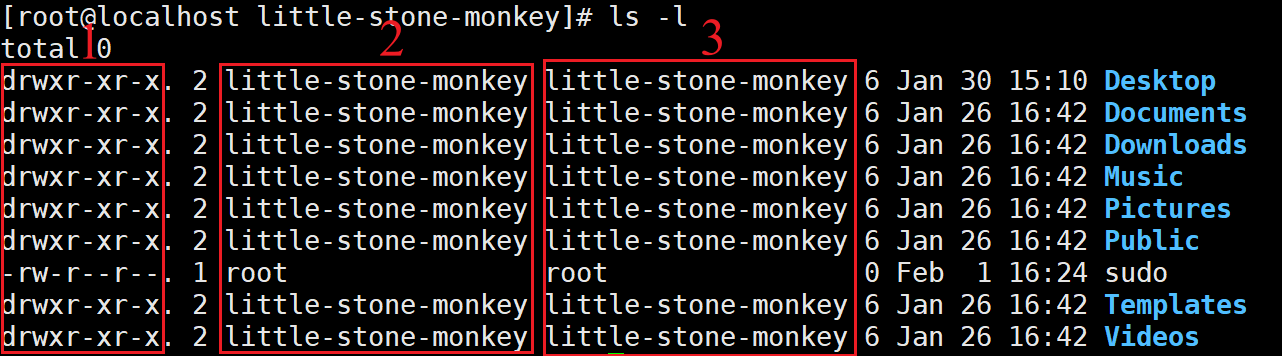 [root@localhost little-stone-monkey]# ls -l
total 0
1 2 3
drwxr-xr-x. 2 little-stone-monkey little-stone-monkey 6 Jan 30 15:10 Desktop
drwxr-xr-x. 2 little-stone-monkey little-stone-monkey 6 Jan 26 16:42 Documents
drwxr-xr-x. 2 little-stone-monkey little-stone-monkey 6 Jan 26 16:42 Downloads
drwxr-xr-x. 2 little-stone-monkey little-stone-monkey 6 Jan 26 16:42 Music
drwxr-xr-x. 2 little-stone-monkey little-stone-monkey 6 Jan 26 16:42 Pictures
drwxr-xr-x. 2 little-stone-monkey little-stone-monkey 6 Jan 26 16:42 Public
-rw-r--r--. 1 root root 0 Feb 1 16:24 sudo
drwxr-xr-x. 2 little-stone-monkey little-stone-monkey 6 Jan 26 16:42 Templates
drwxr-xr-x. 2 little-stone-monkey little-stone-monkey 6 Jan 26 16:42 Videos